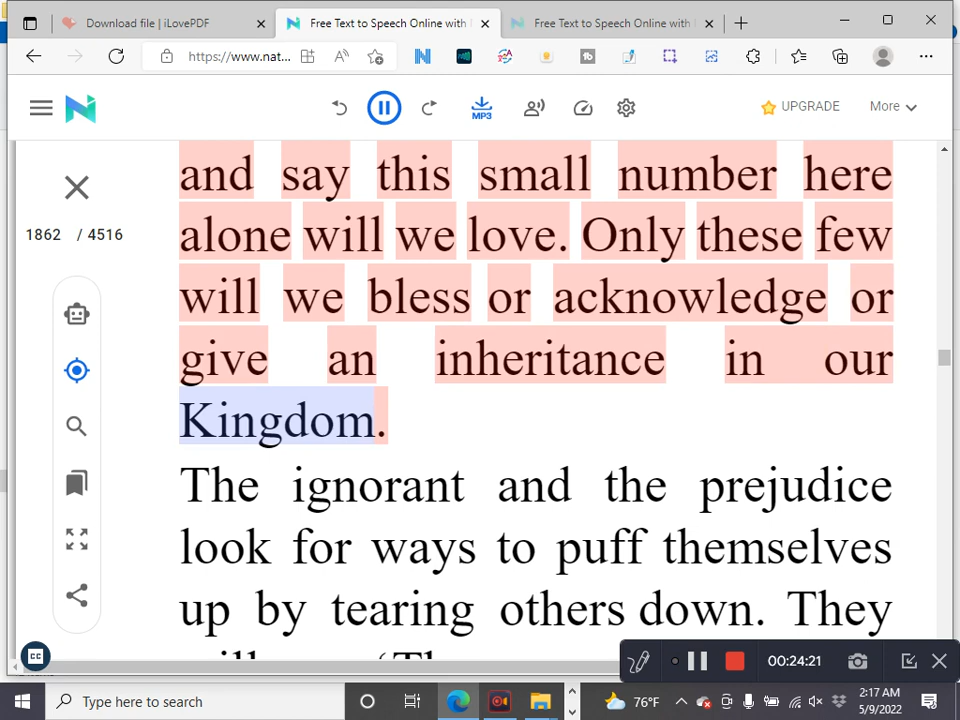 Download file | iLovePDF
Free Text to Speech Online with
Free Text to Speech Online with
https://www.nat...
MP3
UPGRADE
More
1862 / 4516
and say this small number here
alone will we love. Only these few
will we bless or acknowledge or
give an inheritance in our
Kingdom.
The ignorant and the prejudice
look for ways to puff themselves
up by tearing others down. They
CC
00:24:21
Type here to search
76°F
2:17 AM
5/9/2022